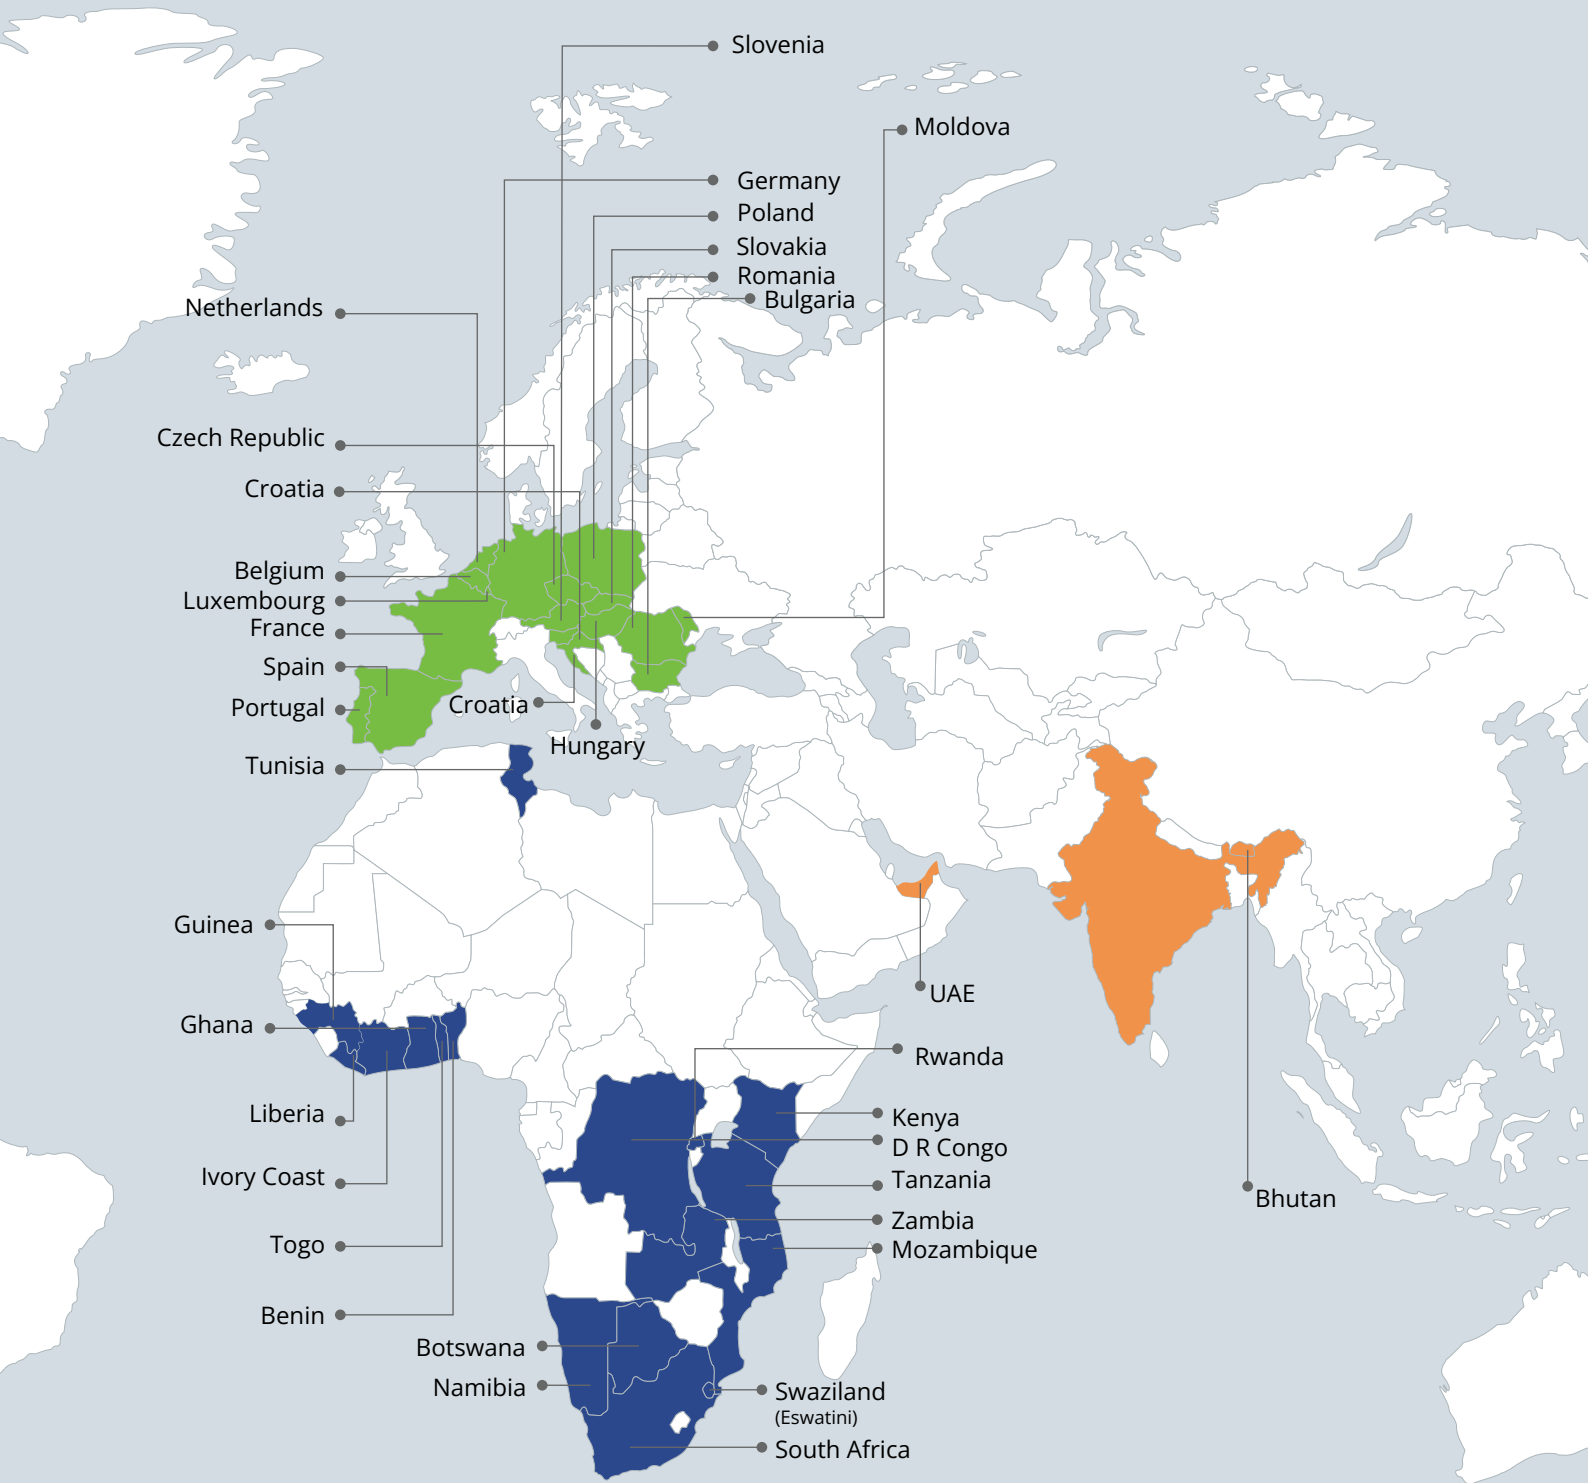 Slovenia
Moldova
Germany
Poland
Slovakia
Romania
Bulgaria
Netherlands
Czech Republic
Croatia
Belgium
Luxembourg
France
Spain
Portugal
Croatia
Hungary
Tunisia
Guinea
UAE
Ghana
Rwanda
Liberia
Kenya
D R Congo
Ivory Coast
Tanzania
Bhutan
Zambia
Togo
Mozambique
Benin
Botswana
Namibia
Swaziland
(Eswatini)
South Africa